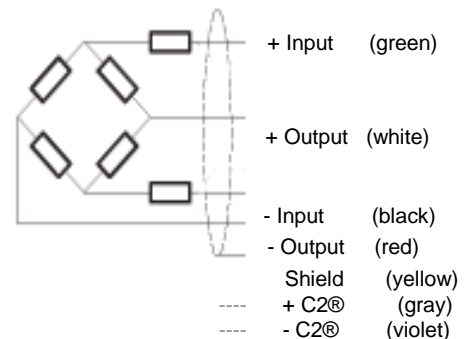 + Input (green)
+ Output (white)
- Input (black)
- Output (red)
Shield (yellow)
+ C2® (gray)
- C2® (violet)